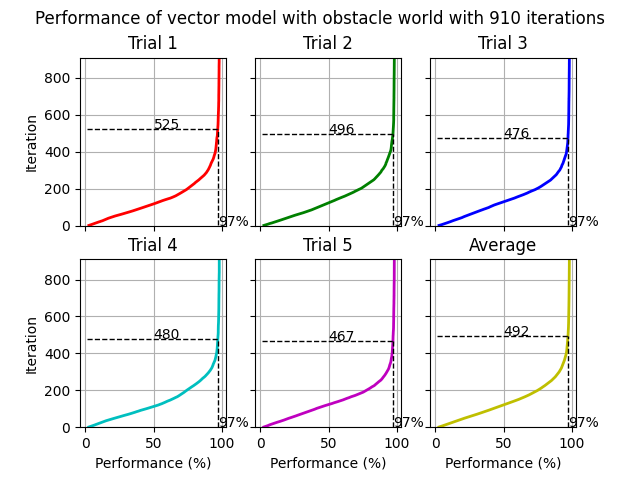 Performance of vector model with obstacle world with 910 iterations
Trial 1
Trial 2
Trial 3
Iteration
800
600
400
200
0
525
97%
496
97%
476
97%
Trial 4
Trial 5
Average
Iteration
800
600
400
200
0
480
97%
467
97%
492
97%
0 50 100
0 50 100
0 50 100
Performance (%)
Performance (%)
Performance (%)